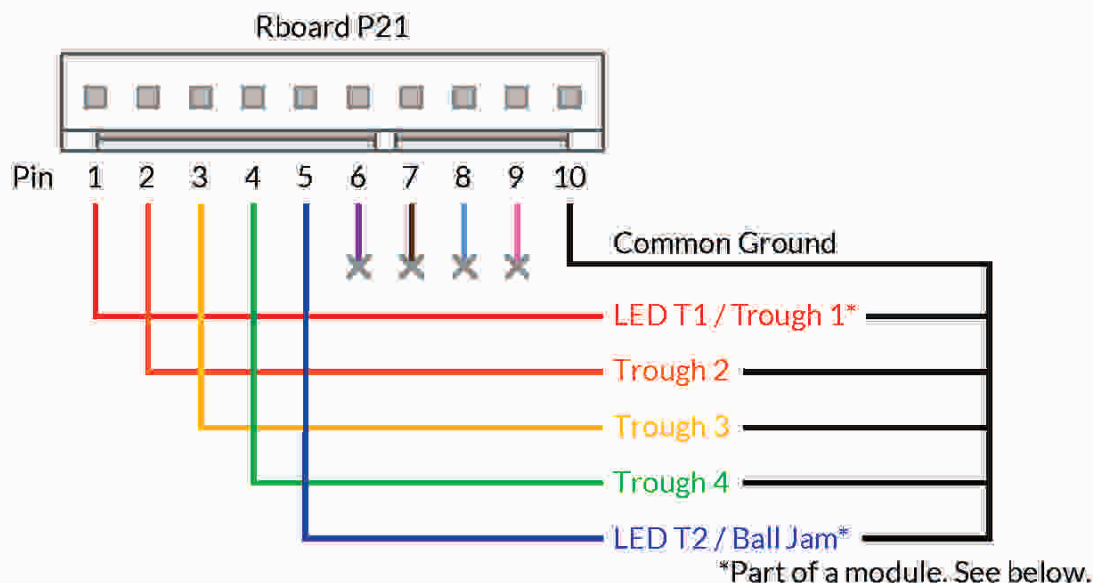 Rboard P21
Pin 1 2 3 4 5 6 7 8 9 10
Common Ground
LED T1 / Trough 1*
Trough 2
Trough 3
Trough 4
LED T2 / Ball Jam*
*Part of a module. See below.